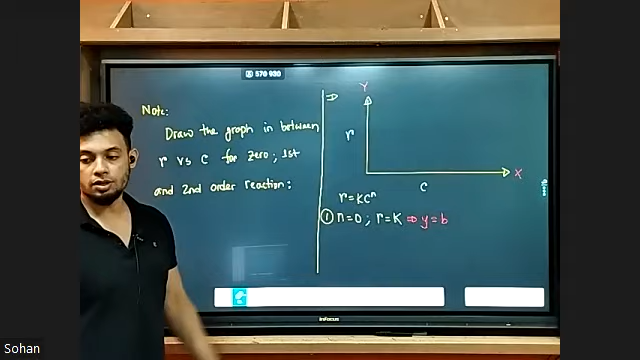 570 930
Note:
Draw the graph in between
r vs c for zero, 1st
and 2nd order reaction:
Y
r
X
c
r=KCⁿ
① n=0; r=K ⇒ y=b
InFocus
Sohan